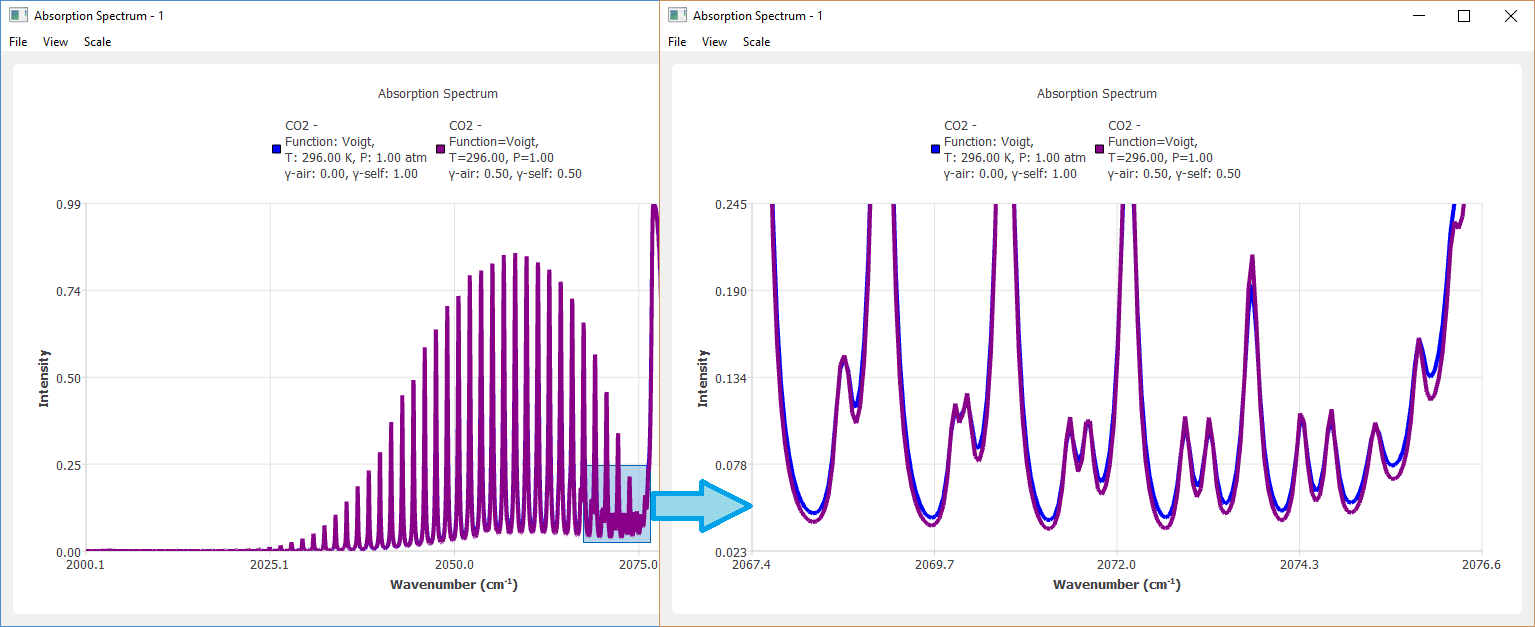 Absorption Spectrum - 1
File View Scale
Absorption Spectrum
CO2 -
Function: Voigt,
T: 296.00 K, P: 1.00 atm
γ-air: 0.00, γ-self: 1.00
CO2 -
Function=Voigt,
T=296.00, P=1.00
γ-air: 0.50, γ-self: 0.50
0.99
0.74
0.50
0.25
0.00
Intensity
2000.1 2025.1 2050.0 2075.0
Wavenumber (cm⁻¹)
Absorption Spectrum - 1
File View Scale
Absorption Spectrum
CO2 -
Function: Voigt,
T: 296.00 K, P: 1.00 atm
γ-air: 0.00, γ-self: 1.00
CO2 -
Function=Voigt,
T=296.00, P=1.00
γ-air: 0.50, γ-self: 0.50
0.245
0.190
0.134
0.078
0.023
Intensity
2067.4 2069.7 2072.0 2074.3 2076.6
Wavenumber (cm⁻¹)